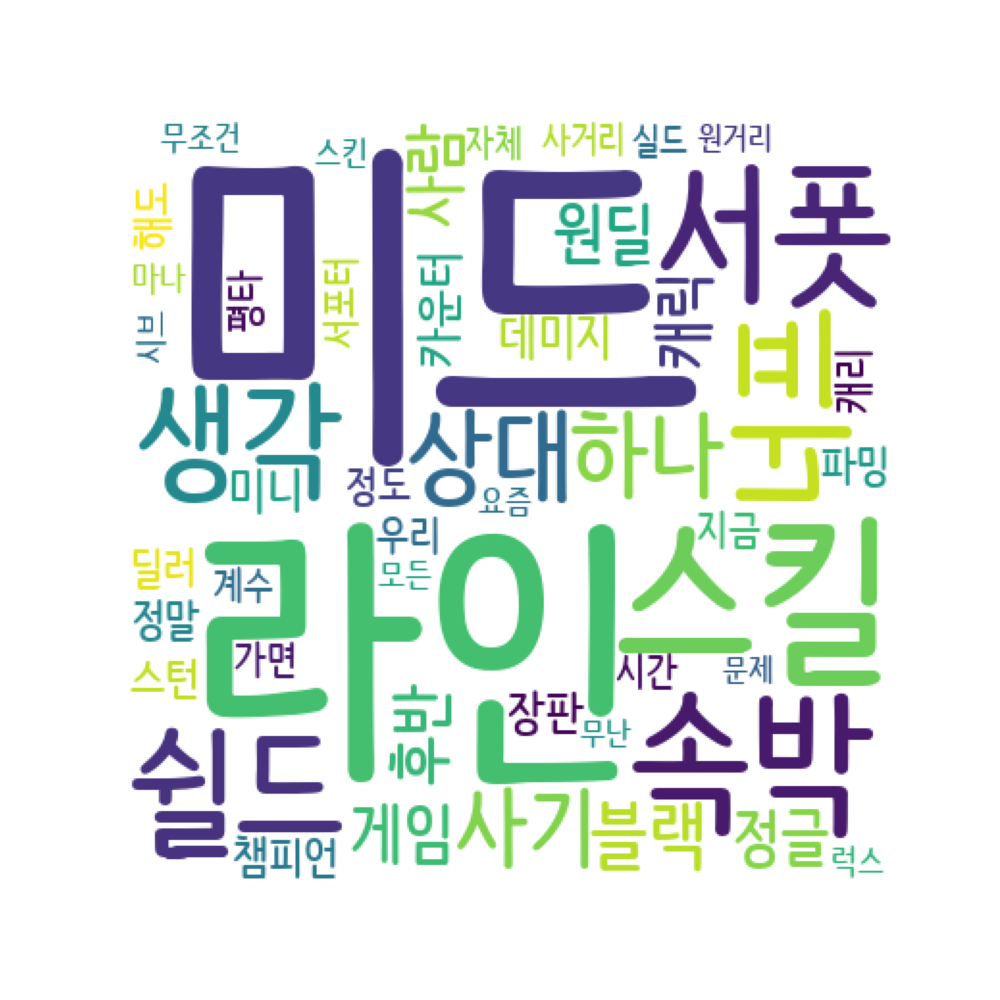 무조건
스킨
사람
자체
사거리
실드
원거리
해도
미드
서폿
원딜
마나
평타
서포터
카운터
캐릭
시브
데미지
누피
캐리
생각
상대
하나
미니
정도
요즘
파밍
우리
지금
라인
스킬
딜러
계수
모든
정말
가면
시간
문제
스턴
후반
장판
무난
속박
쉴드
게임
사기
블랙
정글
챔피언
럭스